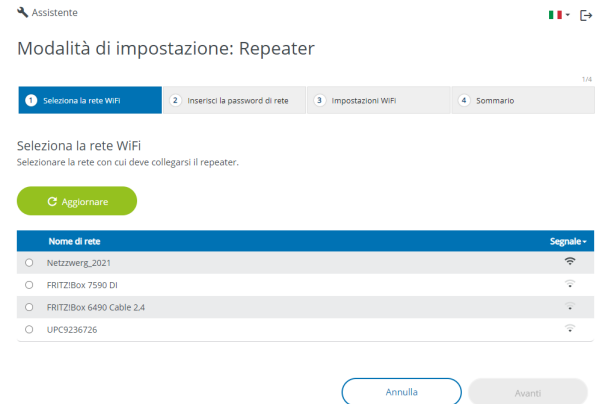 Assistente
Modalità di impostazione: Repeater
1/4
1 Seleziona la rete WiFi
2 Inserisci la password di rete
3 Impostazioni WiFi
4 Sommario
Seleziona la rete WiFi
Selezionare la rete con cui deve collegarsi il repeater.
Aggiornare
Nome di rete Segnale
Netzzwerg_2021
FRITZ!Box 7590 DI
FRITZ!Box 6490 Cable 2,4
UPC9236726
Annulla Avanti